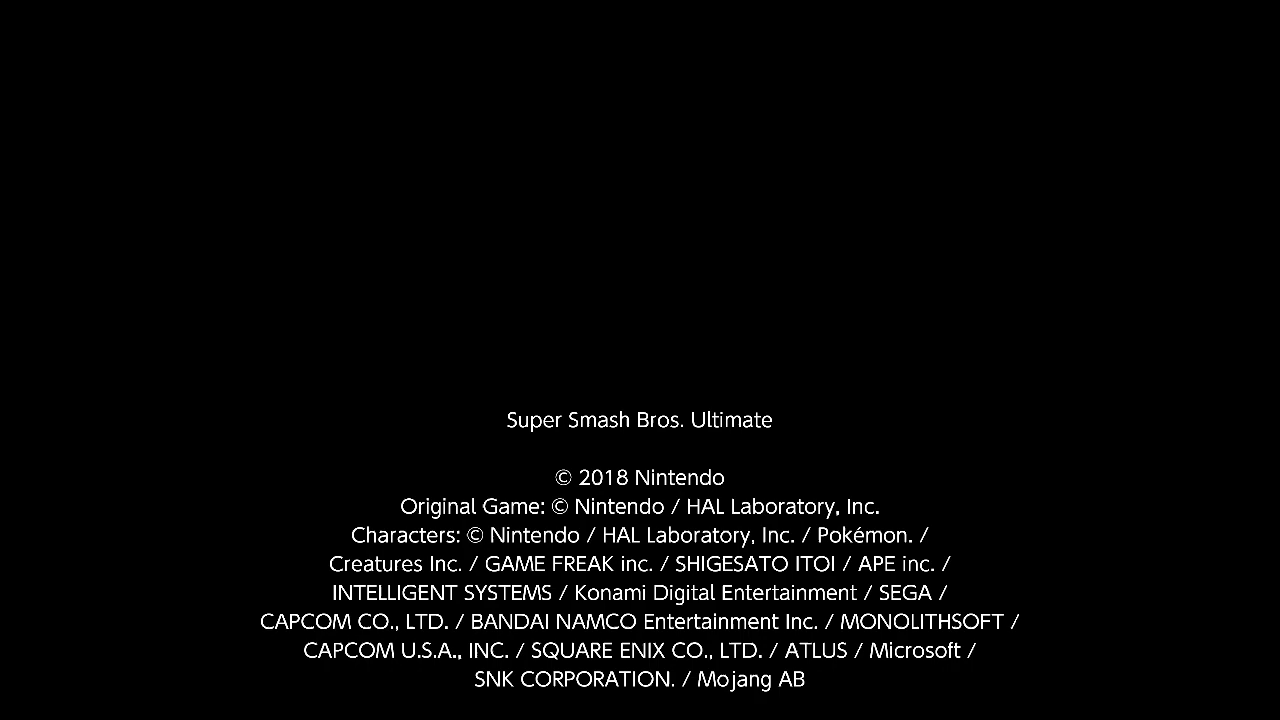 Super Smash Bros. Ultimate
© 2018 Nintendo
Original Game: © Nintendo / HAL Laboratory, Inc.
Characters: © Nintendo / HAL Laboratory, Inc. / Pokémon. /
Creatures Inc. / GAME FREAK inc. / SHIGESATO ITOI / APE inc. /
INTELLIGENT SYSTEMS / Konami Digital Entertainment / SEGA /
CAPCOM CO., LTD. / BANDAI NAMCO Entertainment Inc. / MONOLITHSOFT /
CAPCOM U.S.A., INC. / SQUARE ENIX CO., LTD. / ATLUS / Microsoft /
SNK CORPORATION. / Mojang AB